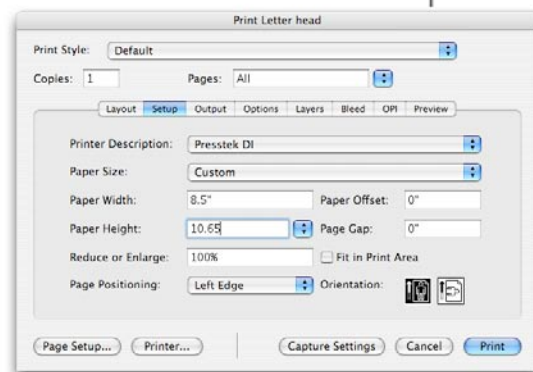 Print Letter head
Print Style: Default
Copies: 1 Pages: All
Layout Setup Output Options Layers Bleed OPI Preview
Printer Description: Presstek DI
Paper Size: Custom
Paper Width: 8.5" Paper Offset: 0"
Paper Height: 10.65 Page Gap: 0"
Reduce or Enlarge: 100% Fit in Print Area
Page Positioning: Left Edge Orientation:
Page Setup... Printer... Capture Settings Cancel Print